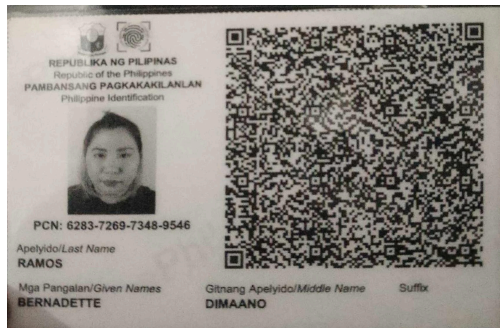 REPUBLIKA NG PILIPINAS
Republic of the Philippines
PAMBANSANG PAGKAKAKILANLAN
Philippine Identification
PCN: 6283-7269-7348-9546
Apelyido/Last Name
RAMOS
Mga Pangalan/Given Names
BERNADETTE
Gitnang Apelyido/Middle Name
DIMAANO
Suffix